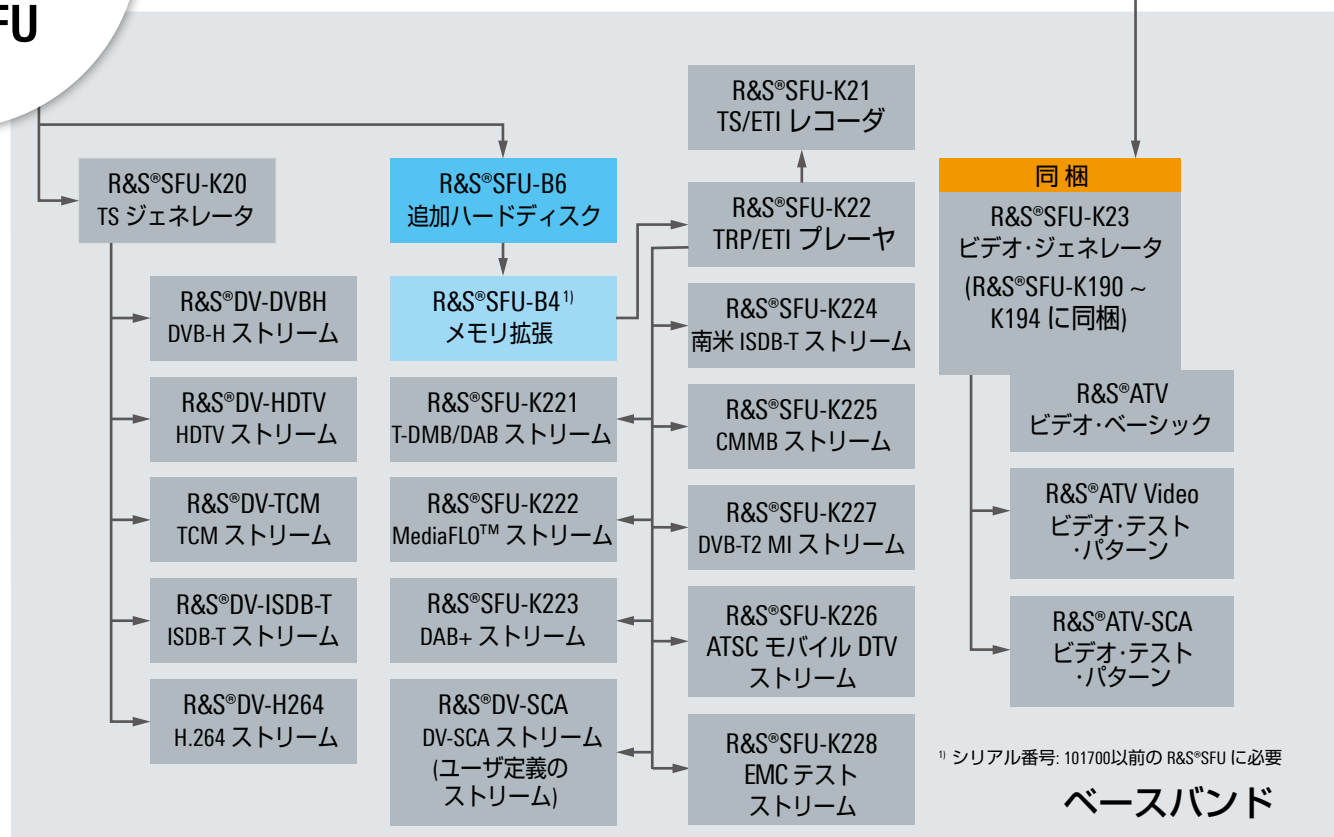 FU
R&S®SFU-K20
TS ジェネレータ
R&S®DV-DVBH
DVB-H ストリーム
R&S®DV-HDTV
HDTV ストリーム
R&S®DV-TCM
TCM ストリーム
R&S®DV-ISDB-T
ISDB-T ストリーム
R&S®DV-H264
H.264 ストリーム
R&S®SFU-B6
追加ハードディスク
R&S®SFU-B4 1)
メモリ拡張
R&S®SFU-K221
T-DMB/DAB ストリーム
R&S®SFU-K222
MediaFLO™ ストリーム
R&S®SFU-K223
DAB+ ストリーム
R&S®DV-SCA
DV-SCA ストリーム
(ユーザ定義の
ストリーム)
R&S®SFU-K21
TS/ETI レコーダ
R&S®SFU-K22
TRP/ETI プレーヤ
R&S®SFU-K224
南米 ISDB-T ストリーム
R&S®SFU-K225
CMMB ストリーム
R&S®SFU-K227
DVB-T2 MI ストリーム
R&S®SFU-K226
ATSC モバイル DTV
ストリーム
R&S®SFU-K228
EMC テスト
ストリーム
同梱
R&S®SFU-K23
ビデオ・ジェネレータ
(R&S®SFU-K190 ~
K194 に同梱)
R&S®ATV
ビデオ・ベーシック
R&S®ATV Video
ビデオ・テスト
・パターン
R&S®ATV-SCA
ビデオ・テスト
・パターン
1) シリアル番号: 101700以前の R&S®SFU に必要
ベースバンド